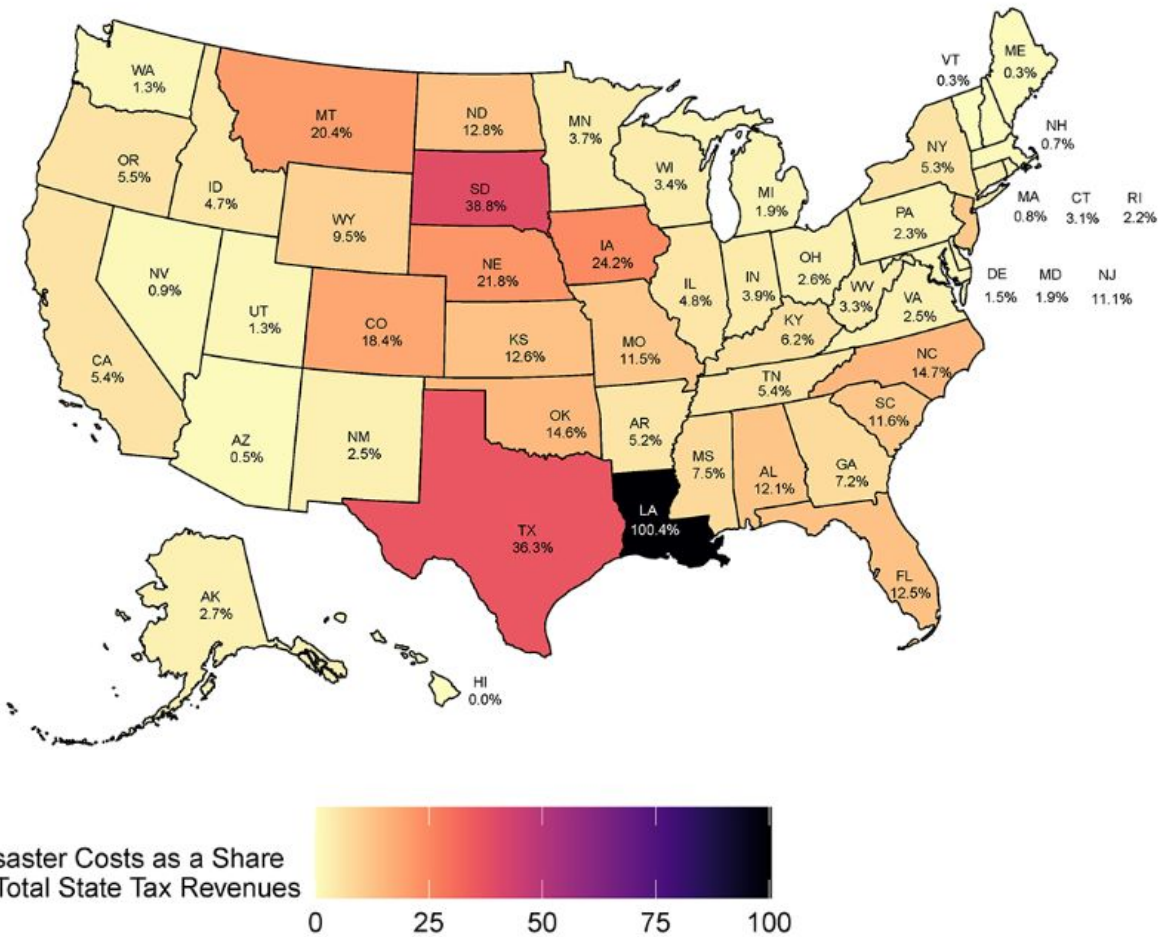 WA
1.3%
MT
20.4%
ND
12.8%
MN
3.7%
VT
0.3%
ME
0.3%
NH
0.7%
OR
5.5%
ID
4.7%
SD
38.8%
WI
3.4%
MI
1.9%
NY
5.3%
MA CT RI
0.8% 3.1% 2.2%
WY
9.5%
IA
24.2%
PA
2.3%
NV
0.9%
UT
1.3%
NE
21.8%
IL
4.8%
IN
3.9%
OH
2.6%
WV
3.3%
VA
2.5%
DE MD NJ
1.5% 1.9% 11.1%
CA
5.4%
CO
18.4%
KS
12.6%
MO
11.5%
KY
6.2%
NC
14.7%
TN
5.4%
AZ
0.5%
NM
2.5%
OK
14.6%
AR
5.2%
SC
11.6%
MS
7.5%
AL
12.1%
GA
7.2%
TX
36.3%
LA
100.4%
FL
12.5%
AK
2.7%
HI
0.0%
saster Costs as a Share
Total State Tax Revenues
0 25 50 75 100